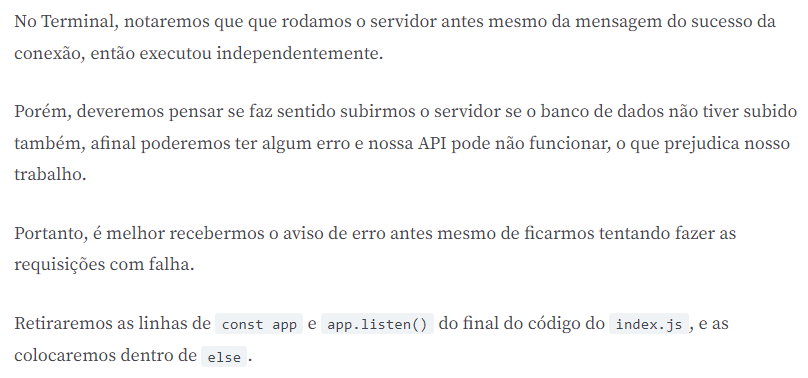 No Terminal, notaremos que que rodamos o servidor antes mesmo da mensagem do sucesso da
conexão, então executou independentemente.
Porém, deveremos pensar se faz sentido subirmos o servidor se o banco de dados não tiver subido
também, afinal poderemos ter algum erro e nossa API pode não funcionar, o que prejudica nosso
trabalho.
Portanto, é melhor recebermos o aviso de erro antes mesmo de ficarmos tentando fazer as
requisições com falha.
Retiraremos as linhas de const app e app.listen() do final do código do index.js, e as
colocaremos dentro de else.